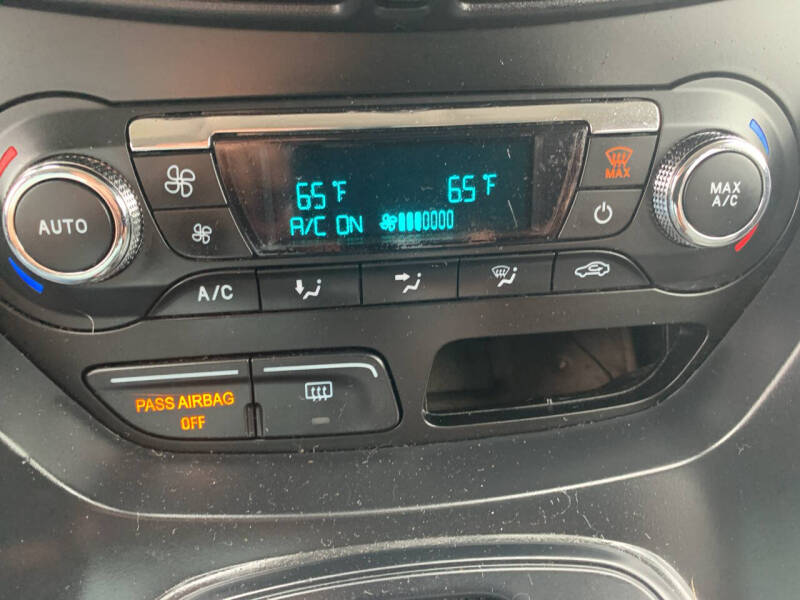 65°F 65°F
A/C ON
MAX
AUTO
MAX
A/C
A/C
PASS AIRBAG
OFF